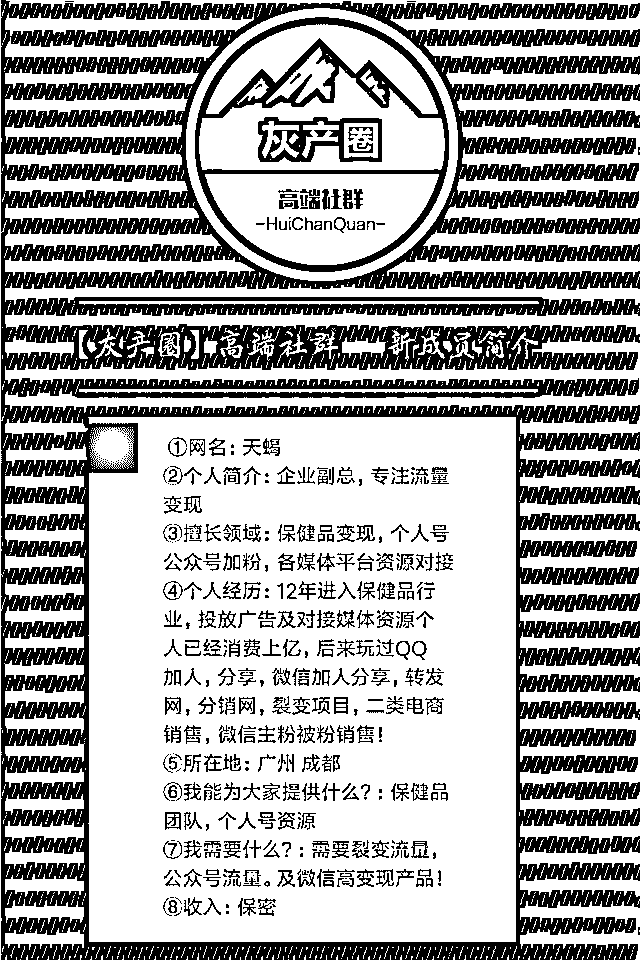 灰产圈
高端社群
-HuiChanQuan-
【灰产圈】高端社群——新成员简介
①网名：天蝎
②个人简介：企业副总，专注流量
变现
③擅长领域：保健品变现，个人号
公众号加粉，各媒体平台资源对接
④个人经历：12年进入保健品行
业，投放广告及对接媒体资源个
人已经消费上亿，后来玩过QQ
加人，分享，微信加人分享，转发
网，分销网，裂变项目，二类电商
销售，微信主粉被粉销售！
⑤所在地：广州 成都
⑥我能为大家提供什么？：保健品
团队，个人号资源
⑦我需要什么？：需要裂变流量，
公众号流量。及微信高变现产品！
⑧收入：保密